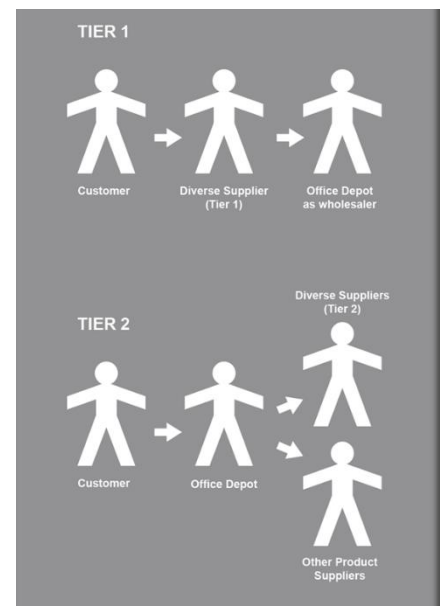 TIER 1
Customer
Diverse Supplier
(Tier 1)
Office Depot
as wholesaler
TIER 2
Diverse Suppliers
(Tier 2)
Customer
Office Depot
Other Product
Suppliers